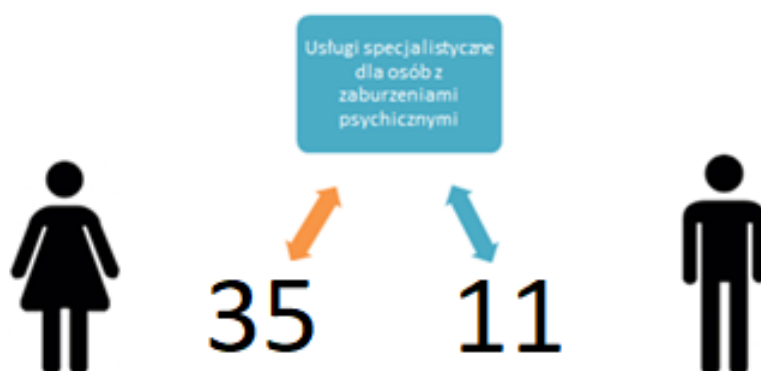 Usługi specjalistyczne
dla osób z
zaburzeniami
psychicznymi
35 11